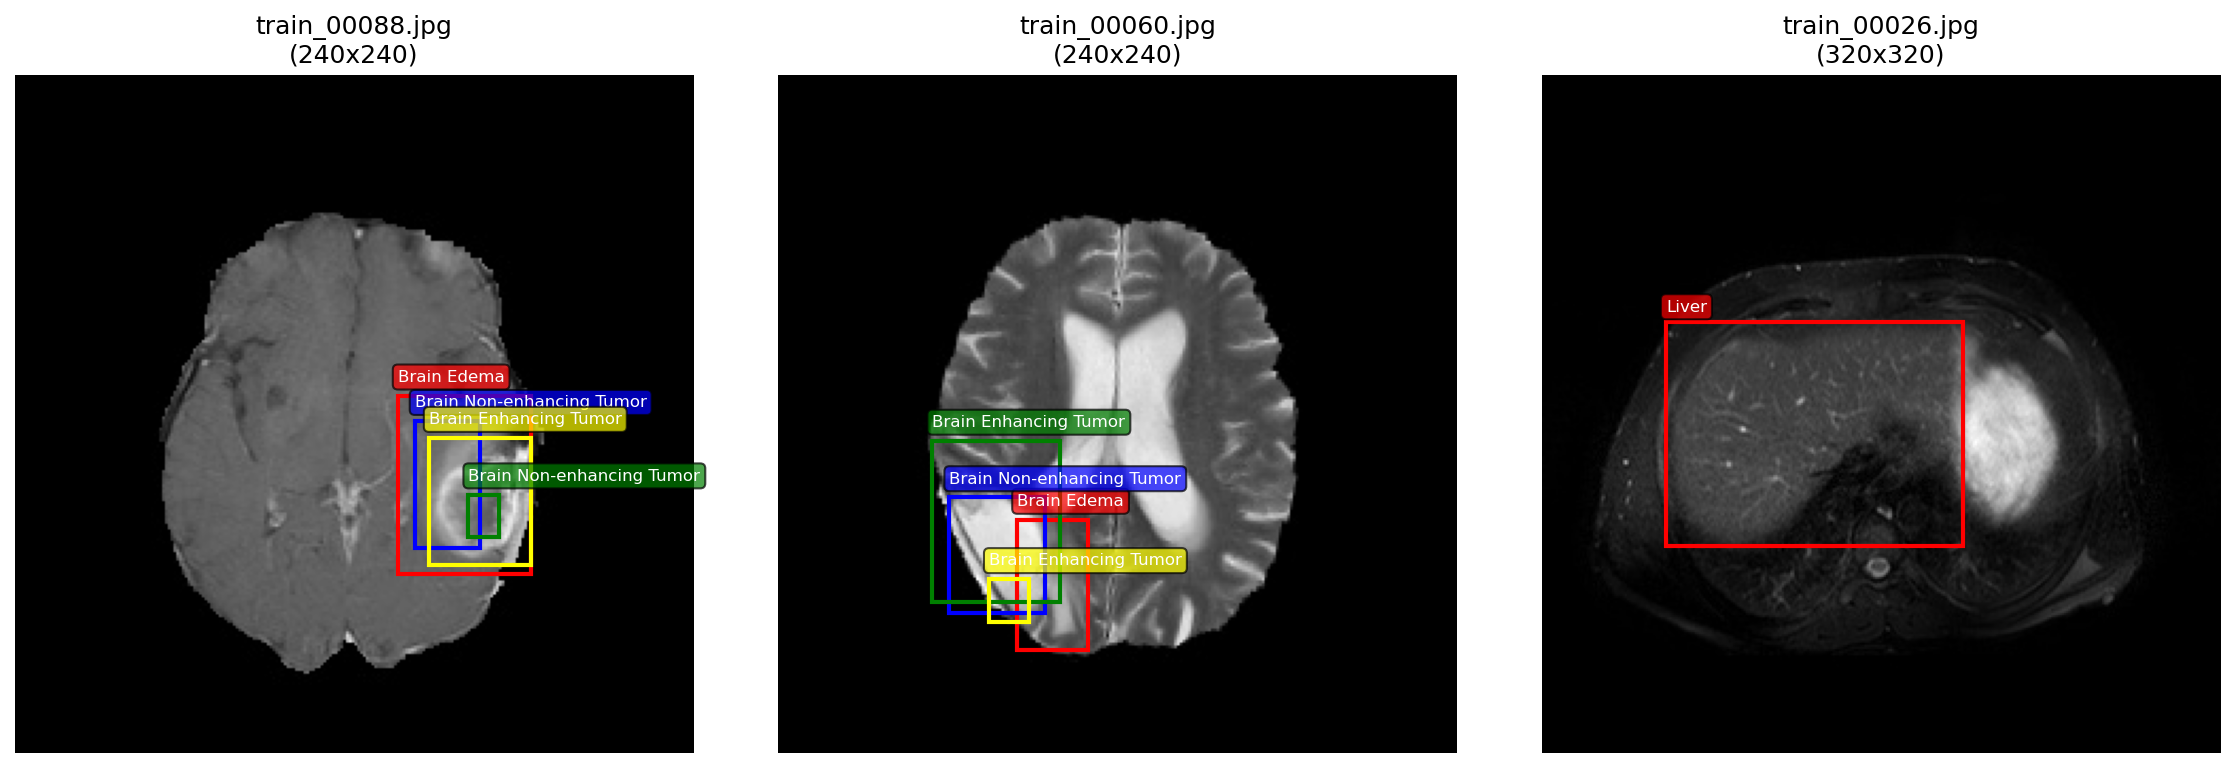 train_00088.jpg
(240x240)
Brain Edema
Brain Non-enhancing Tumor
Brain Enhancing Tumor
Brain Non-enhancing Tumor
train_00060.jpg
(240x240)
Brain Enhancing Tumor
Brain Non-enhancing Tumor
Brain Edema
Brain Enhancing Tumor
train_00026.jpg
(320x320)
Liver